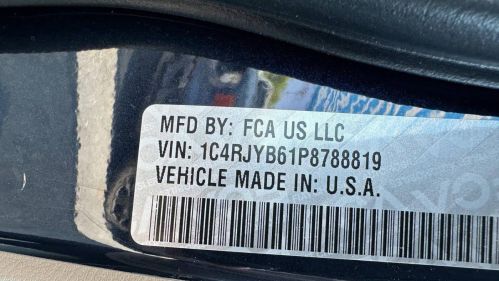 MFD BY: FCA US LLC
VIN: 1C4RJYB61P8788819
VEHICLE MADE IN: U.S.A.